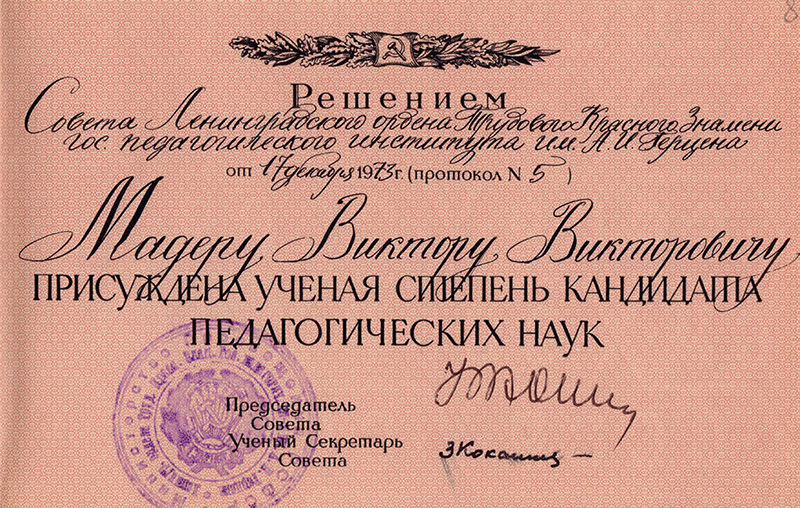 8
Решением
Совета Ленинградского ордена Трудового Красного Знамени
гос. педагогического института им. А. И. Герцена
от 17 декабря 1973 г. (протокол N 5 )
Мадеру Виктору Викторовичу
ПРИСУЖДЕНА УЧЕНАЯ СТЕПЕНЬ КАНДИДАТА
ПЕДАГОГИЧЕСКИХ НАУК
Председатель
Совета
Ученый Секретарь
Совета